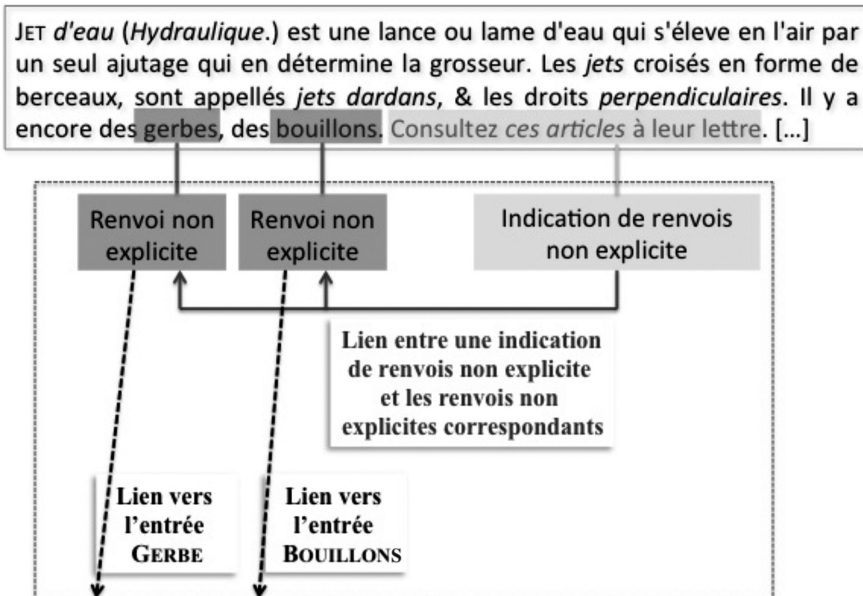 JET d'eau (Hydraulique.) est une lance ou lame d'eau qui s'éleve en l'air par
un seul ajutage qui en détermine la grosseur. Les jets croisés en forme de
berceaux, sont appellés jets dardans, & les droits perpendiculaires. Il y a
encore des gerbes, des bouillons. Consultez ces articles à leur lettre. [...]
Renvoi non
explicite
Renvoi non
explicite
Indication de renvois
non explicite
Lien entre une indication
de renvois non explicite
et les renvois non
explicites correspondants
Lien vers
l'entrée
GERBE
Lien vers
l'entrée
BOUILLONS